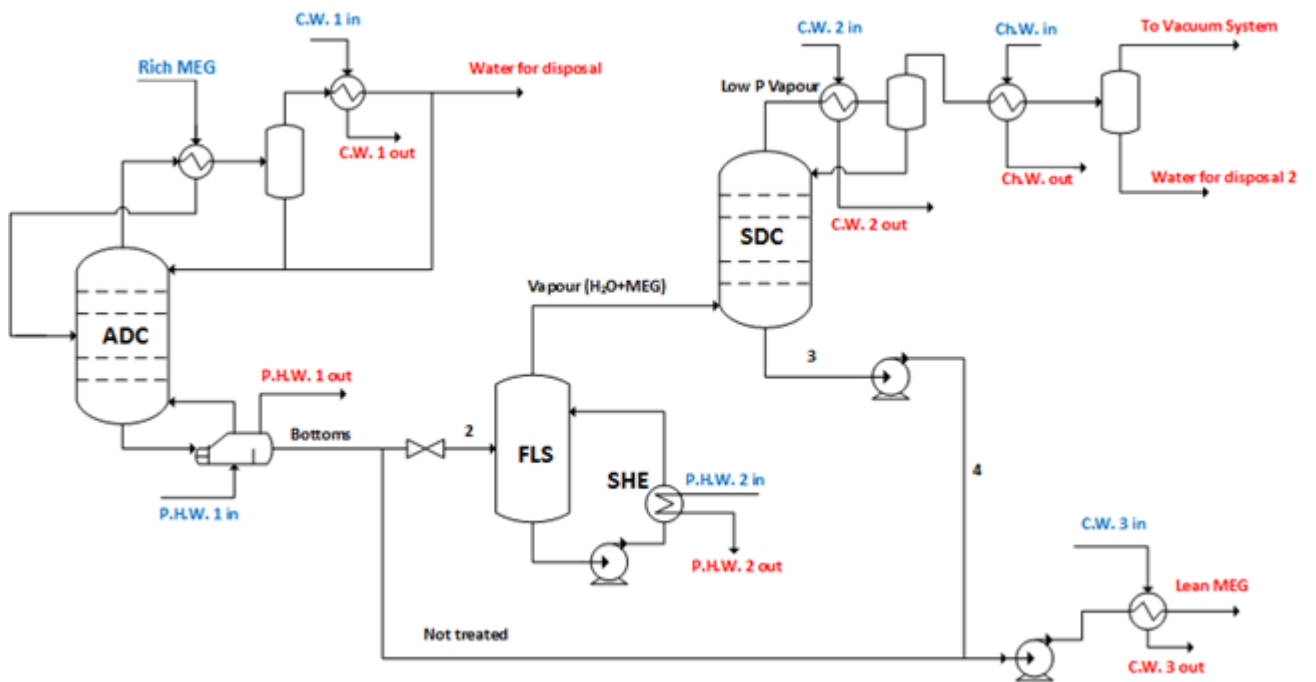 C.W. 1 in
Rich MEG
Water for disposal
C.W. 1 out
ADC
P.H.W. 1 out
Bottoms
P.H.W. 1 in
2
FLS
SHE
P.H.W. 2 in
P.H.W. 2 out
Not treated
Vapour (H₂O+MEG)
C.W. 2 in
Ch.W. in
To Vacuum System
Low P Vapour
Ch.W. out
Water for disposal 2
C.W. 2 out
SDC
3
4
C.W. 3 in
Lean MEG
C.W. 3 out